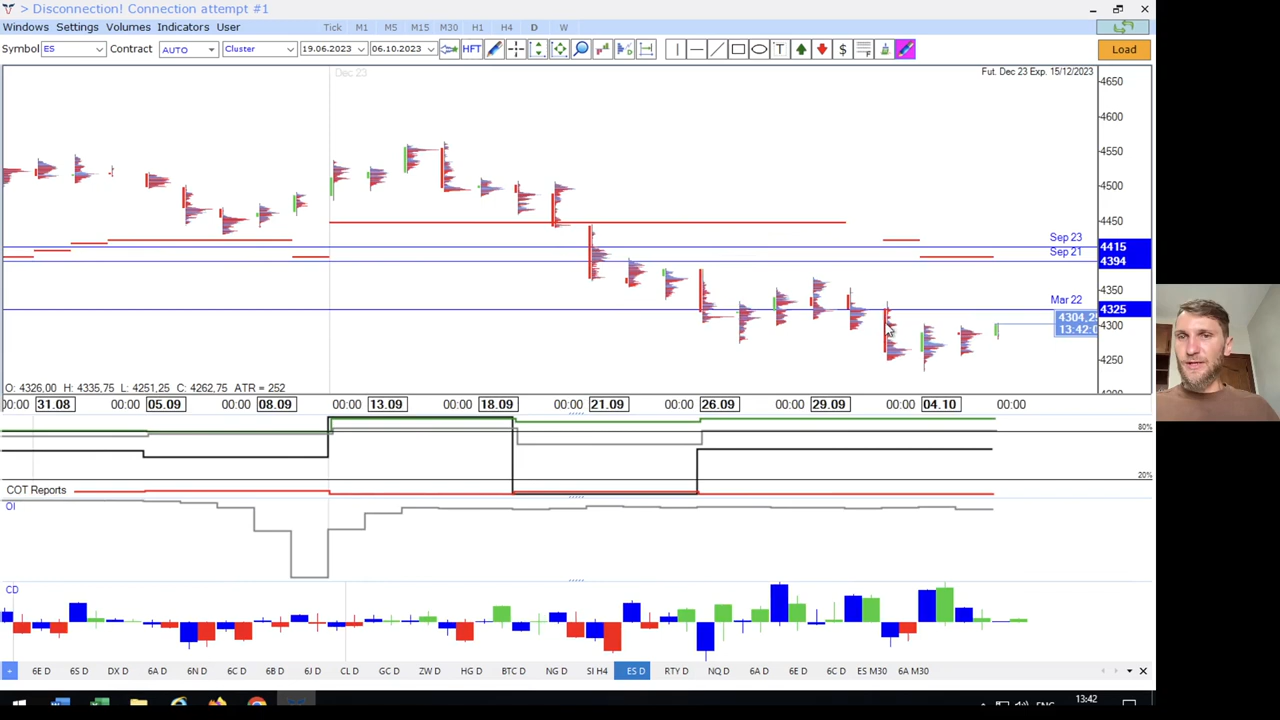 > Disconnection! Connection attempt #1
Windows Settings Volumes Indicators User Tick M1 M5 M15 M30 H1 H4 D W
Symbol ES Contract AUTO Cluster 19.06.2023 06.10.2023 HFT T $ Load
Dec 23 Fut. Dec 23 Exp. 15/12/2023
4650
4600
4550
4500
4450
Sep 23 4415
Sep 21 4394
4350
Mar 22 4325
4304,25 4300
13:42:0
4250
O: 4326,00 H: 4335,75 L: 4251,25 C: 4262,75 ATR = 252
00:00 31.08 00:00 05.09 00:00 08.09 00:00 13.09 00:00 18.09 00:00 21.09 00:00 26.09 00:00 29.09 00:00 04.10 00:00
80%
20%
COT Reports
OI
CD
+ 6E D 6S D DX D 6A D 6N D 6C D 6B D 6J D CL D GC D ZW D HG D BTC D NG D SI H4 ES D RTY D NQ D 6A D 6E D 6C D ES M30 6A M30
ENG 13:42